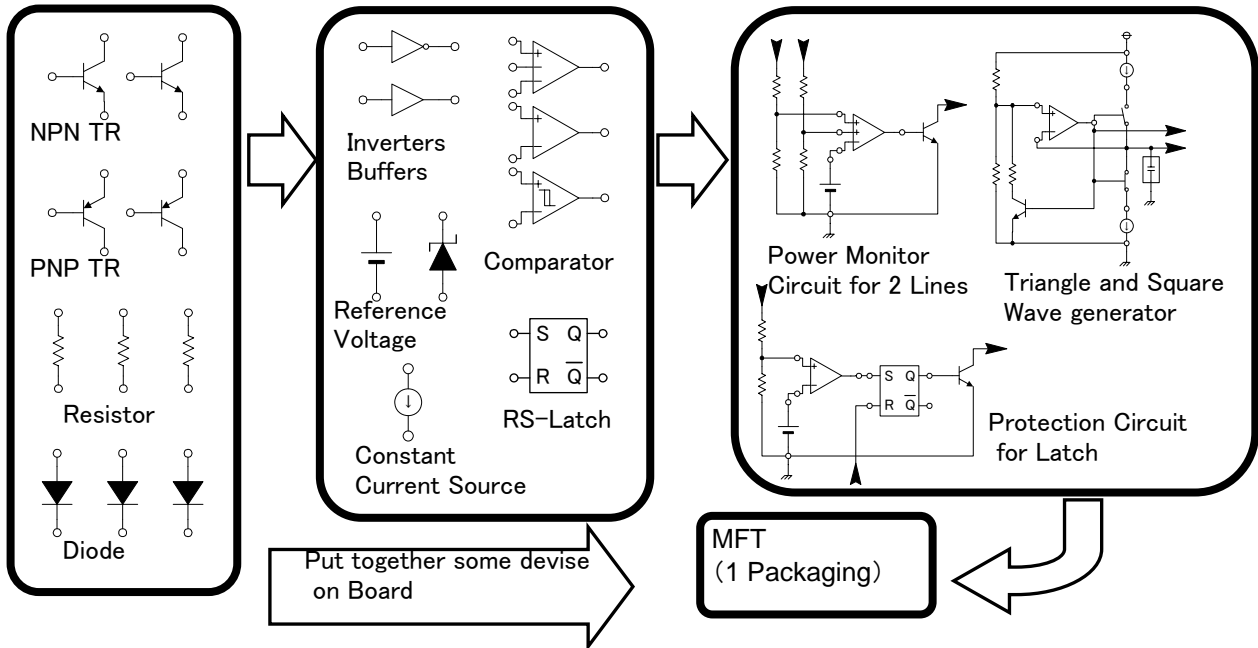 NPN TR
PNP TR
Resistor
Diode
Inverters
Buffers
Reference
Voltage
Constant
Current Source
Comparator
S Q
R Q̅
RS-Latch
Power Monitor
Circuit for 2 Lines
Triangle and Square
Wave generator
S Q
R Q̅
Protection Circuit
for Latch
Put together some devise
on Board
MFT
(1 Packaging)